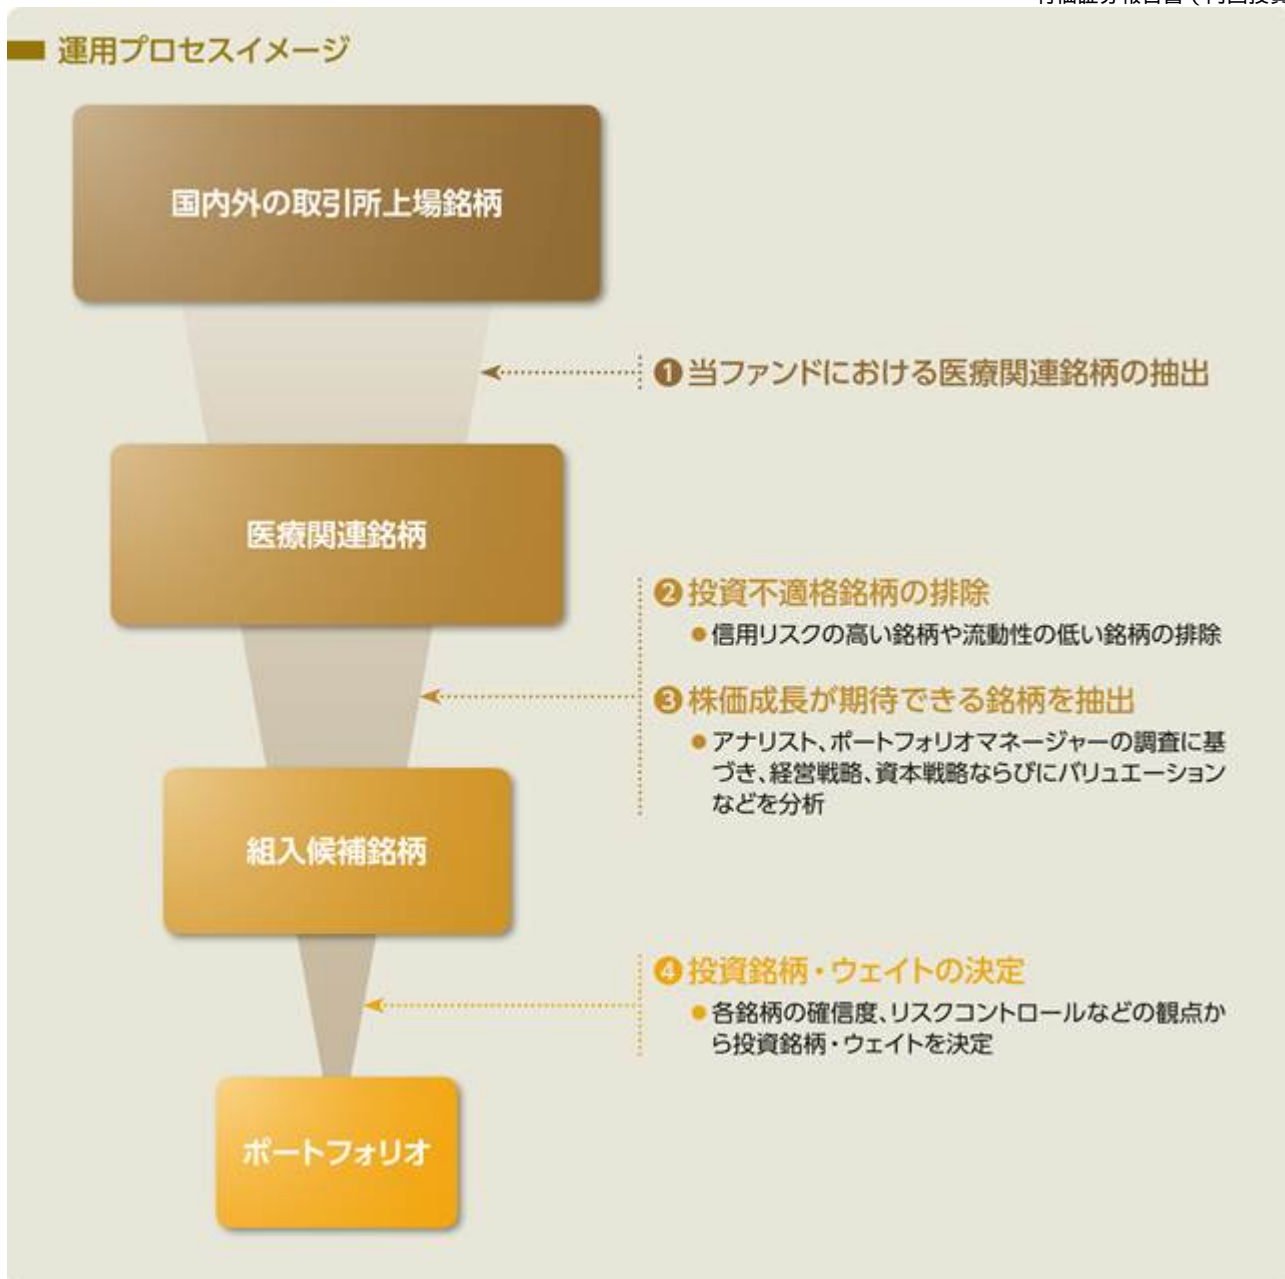 運用プロセスイメージ
国内外の取引所上場銘柄
❶当ファンドにおける医療関連銘柄の抽出
医療関連銘柄
❷投資不適格銘柄の排除
●信用リスクの高い銘柄や流動性の低い銘柄の排除
❸株価成長が期待できる銘柄を抽出
●アナリスト、ポートフォリオマネージャーの調査に基
づき、経営戦略、資本戦略ならびにバリュエーション
などを分析
組入候補銘柄
❹投資銘柄・ウェイトの決定
●各銘柄の確信度、リスクコントロールなどの観点か
ら投資銘柄・ウェイトを決定
ポートフォリオ